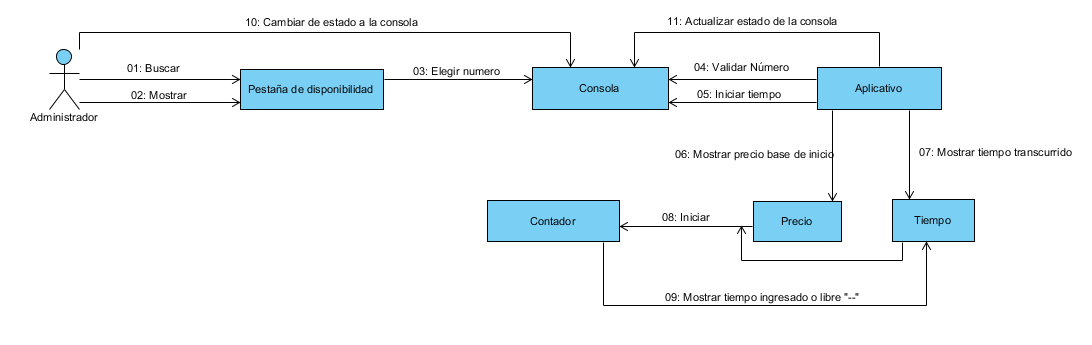 10: Cambiar de estado a la consola
11: Actualizar estado de la consola
01: Buscar
02: Mostrar
Administrador
Pestaña de disponibilidad
03: Elegir numero
Consola
04: Validar Número
05: Iniciar tiempo
Aplicativo
06: Mostrar precio base de inicio
07: Mostrar tiempo transcurrido
Contador
08: Iniciar
Precio
Tiempo
09: Mostrar tiempo ingresado o libre "--"